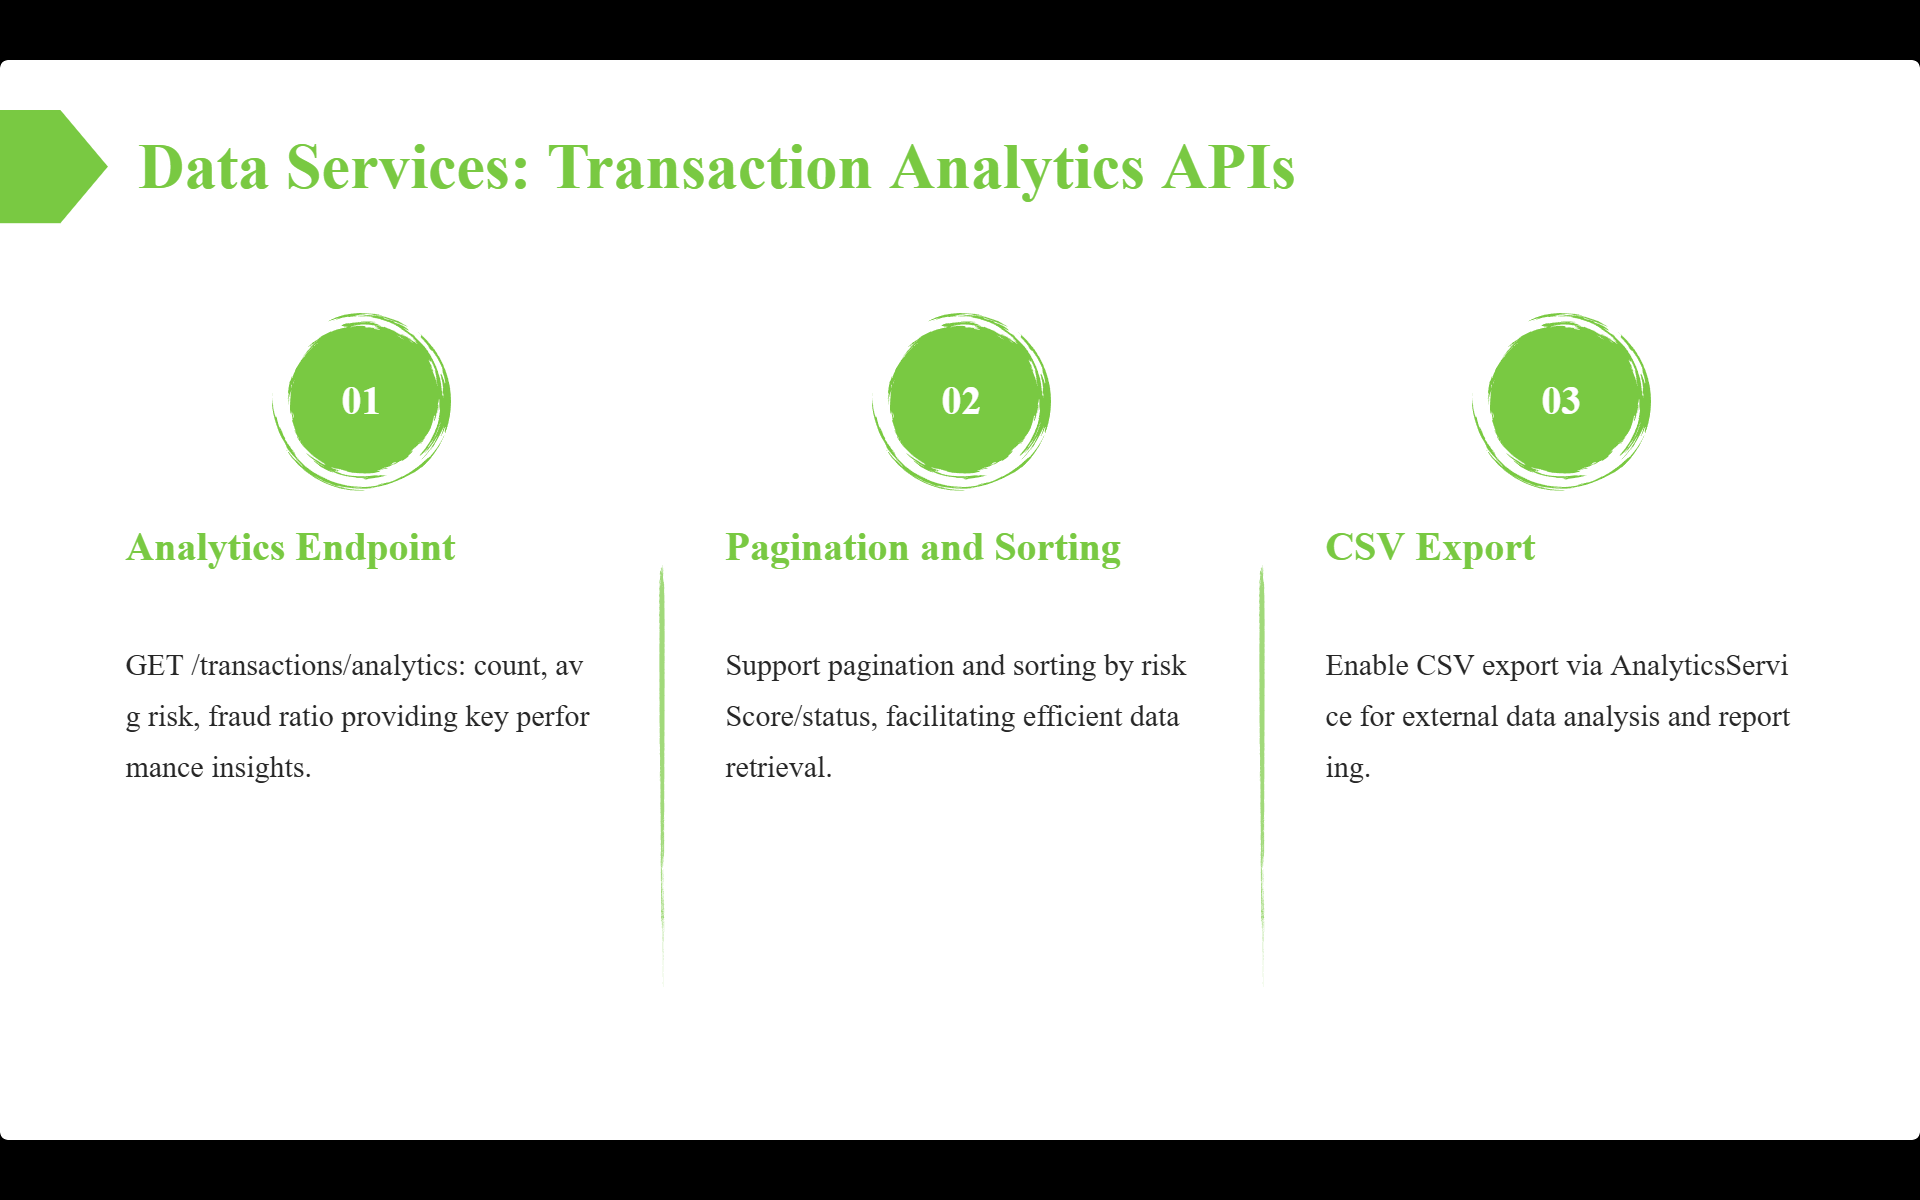 Data Services: Transaction Analytics APIs
01
Analytics Endpoint
GET /transactions/analytics: count, av
g risk, fraud ratio providing key perfor
mance insights.
02
Pagination and Sorting
Support pagination and sorting by risk
Score/status, facilitating efficient data
retrieval.
03
CSV Export
Enable CSV export via AnalyticsServi
ce for external data analysis and report
ing.